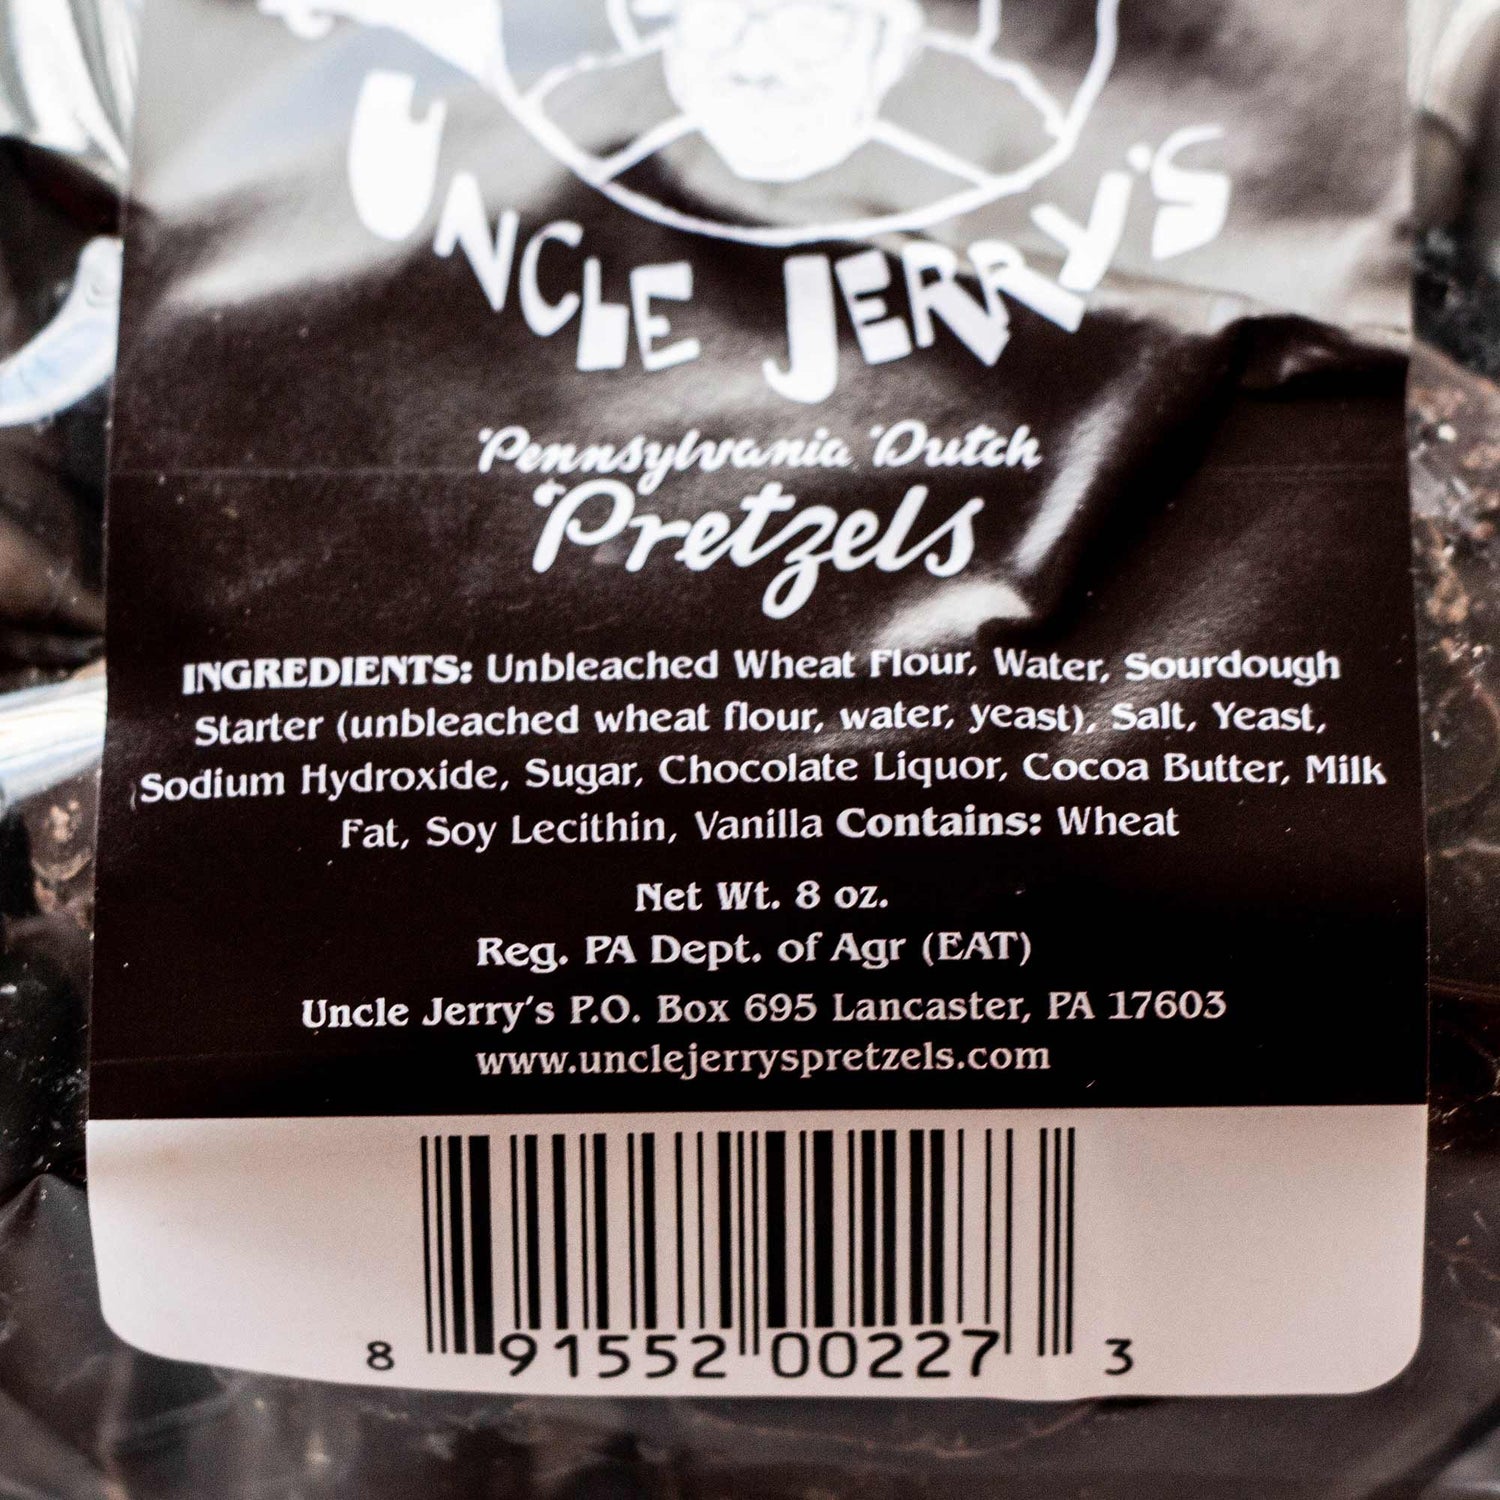 UNCLE JERRY'S
Pennsylvania Dutch
Pretzels
INGREDIENTS: Unbleached Wheat Flour, Water, Sourdough
Starter (unbleached wheat flour, water, yeast), Salt, Yeast,
Sodium Hydroxide, Sugar, Chocolate Liquor, Cocoa Butter, Milk
Fat, Soy Lecithin, Vanilla Contains: Wheat
Net Wt. 8 oz.
Reg. PA Dept. of Agr (EAT)
Uncle Jerry's P.O. Box 695 Lancaster, PA 17603
www.unclejerryspretzels.com
8 91552 00227 3